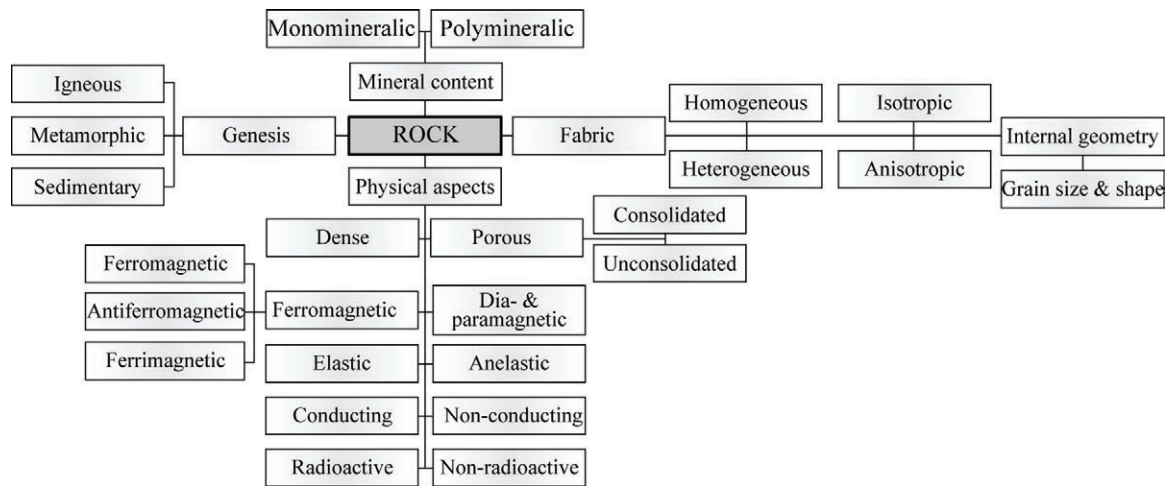 Monomineralic
Polymineralic
Mineral content
Igneous
Metamorphic
Sedimentary
Genesis
ROCK
Fabric
Homogeneous
Heterogeneous
Isotropic
Anisotropic
Internal geometry
Grain size & shape
Physical aspects
Dense
Porous
Consolidated
Unconsolidated
Ferromagnetic
Antiferromagnetic
Ferrimagnetic
Ferromagnetic
Dia- &
paramagnetic
Elastic
Anelastic
Conducting
Non-conducting
Radioactive
Non-radioactive